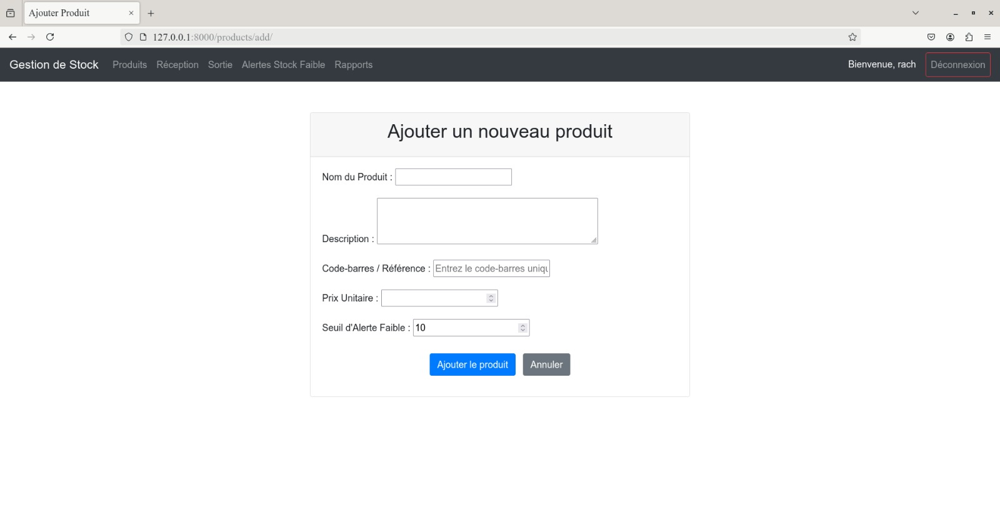 Ajouter Produit
127.0.0.1:8000/products/add/
Gestion de Stock Produits Réception Sortie Alertes Stock Faible Rapports Bienvenue, rach Déconnexion
Ajouter un nouveau produit
Nom du Produit :
Description :
Code-barres / Référence : Entrez le code-barres uniqu
Prix Unitaire :
Seuil d'Alerte Faible : 10
Ajouter le produit Annuler